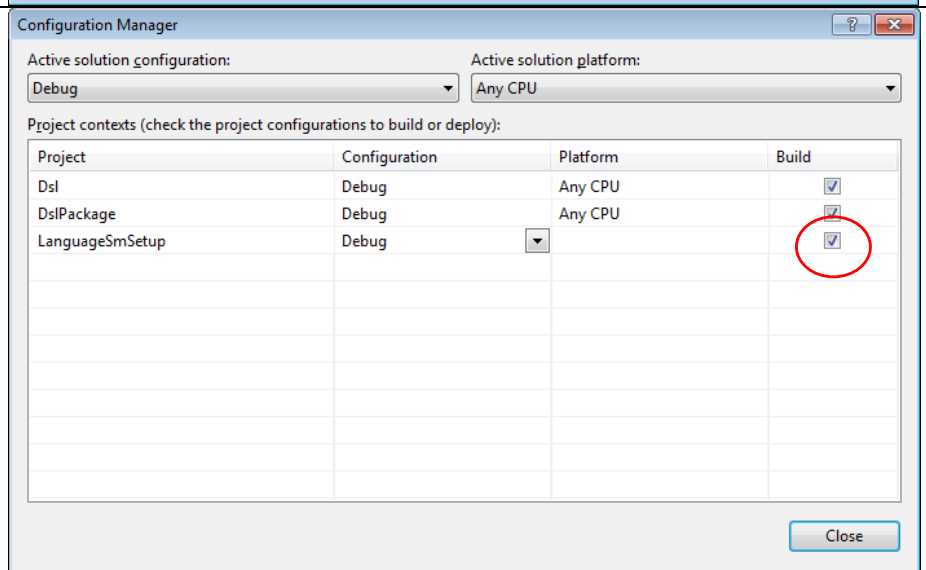 Configuration Manager
Active solution configuration: Active solution platform:
Debug Any CPU
Project contexts (check the project configurations to build or deploy):
Project Configuration Platform Build
Dsl Debug Any CPU
DslPackage Debug Any CPU
LanguageSmSetup Debug
Close